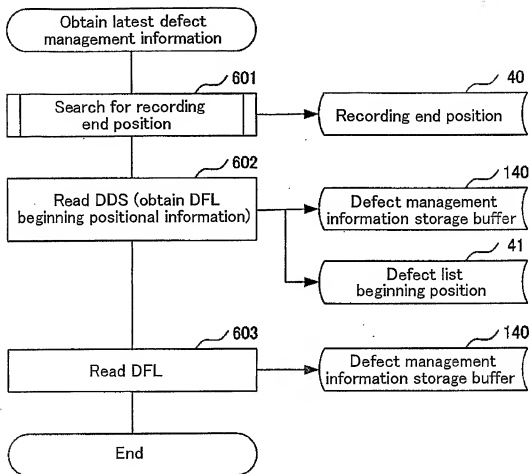 Obtain latest defect
management information
601
Search for recording
end position
40
Recording end position
602
Read DDS (obtain DFL
beginning positional information)
140
Defect management
information storage buffer
41
Defect list
beginning position
603
Read DFL
140
Defect management
information storage buffer
End